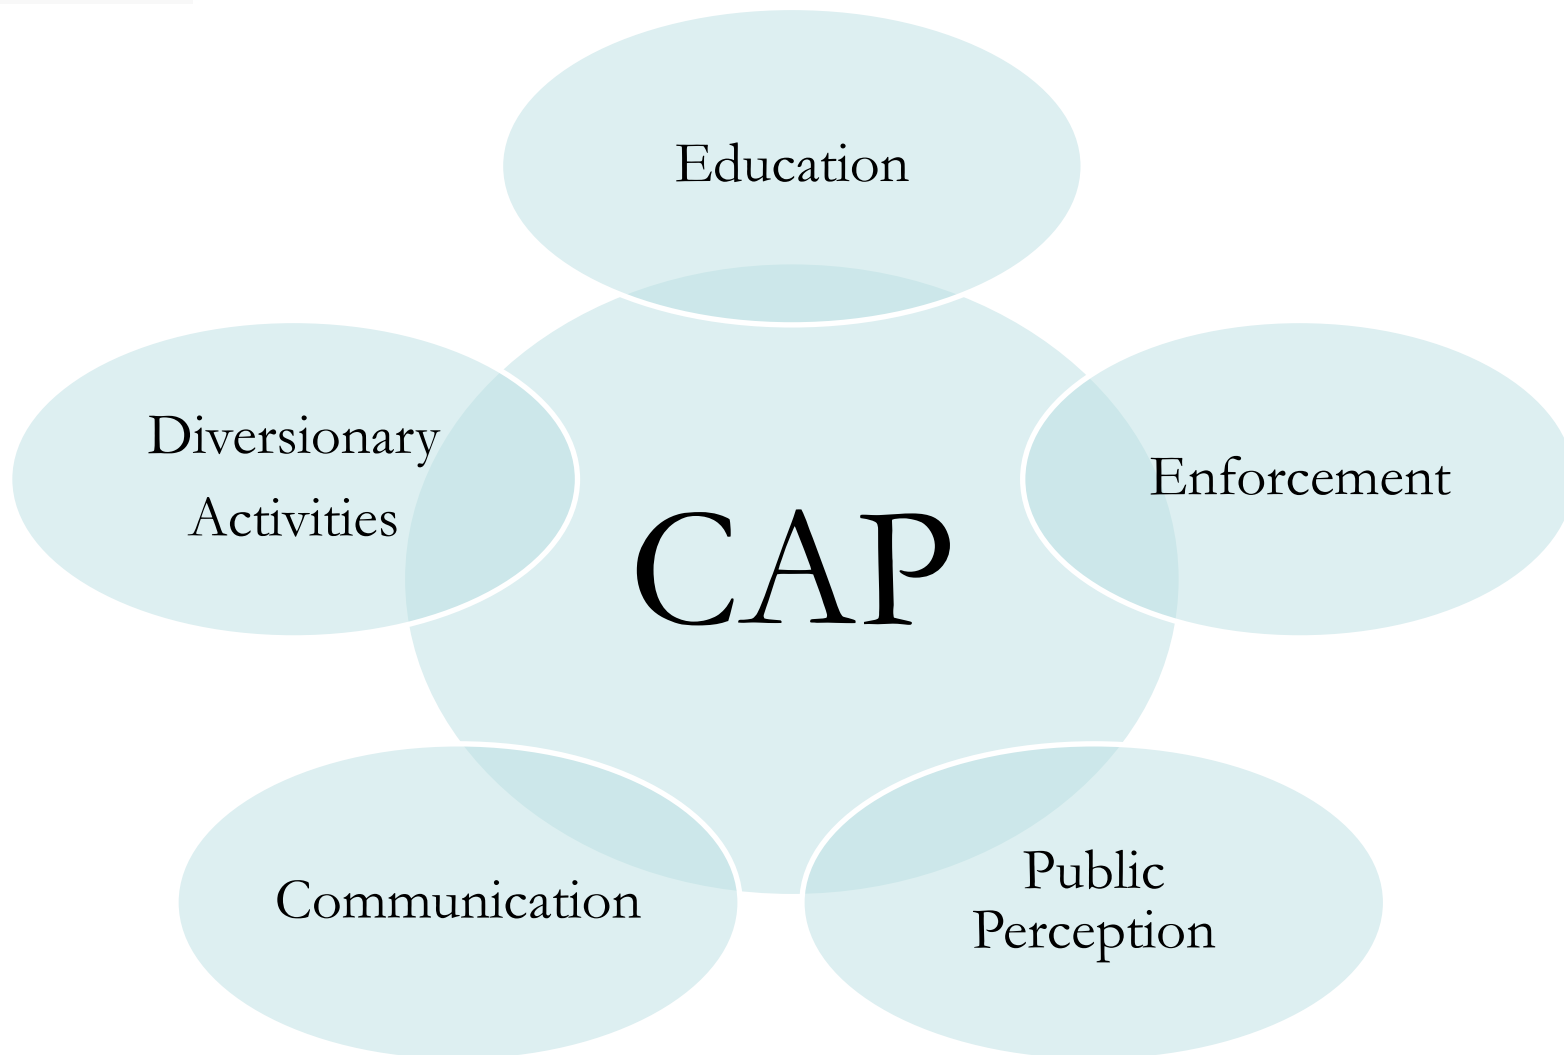 Education
Diversionary
Activities
Enforcement
CAP
Communication
Public
Perception